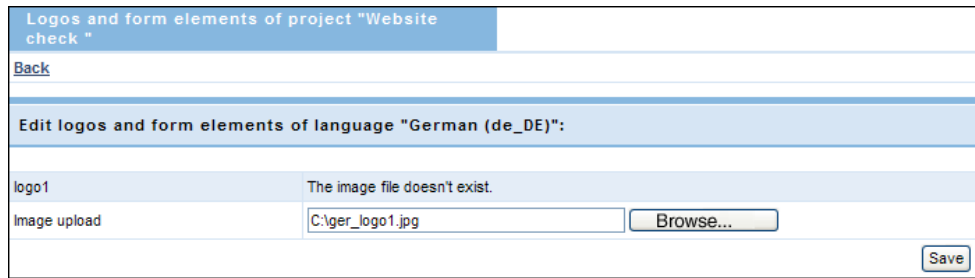 Logos and form elements of project "Website
check "
Back
Edit logos and form elements of language "German (de_DE)":
logo1 The image file doesn't exist.
Image upload C:\ger_logo1.jpg Browse...
Save